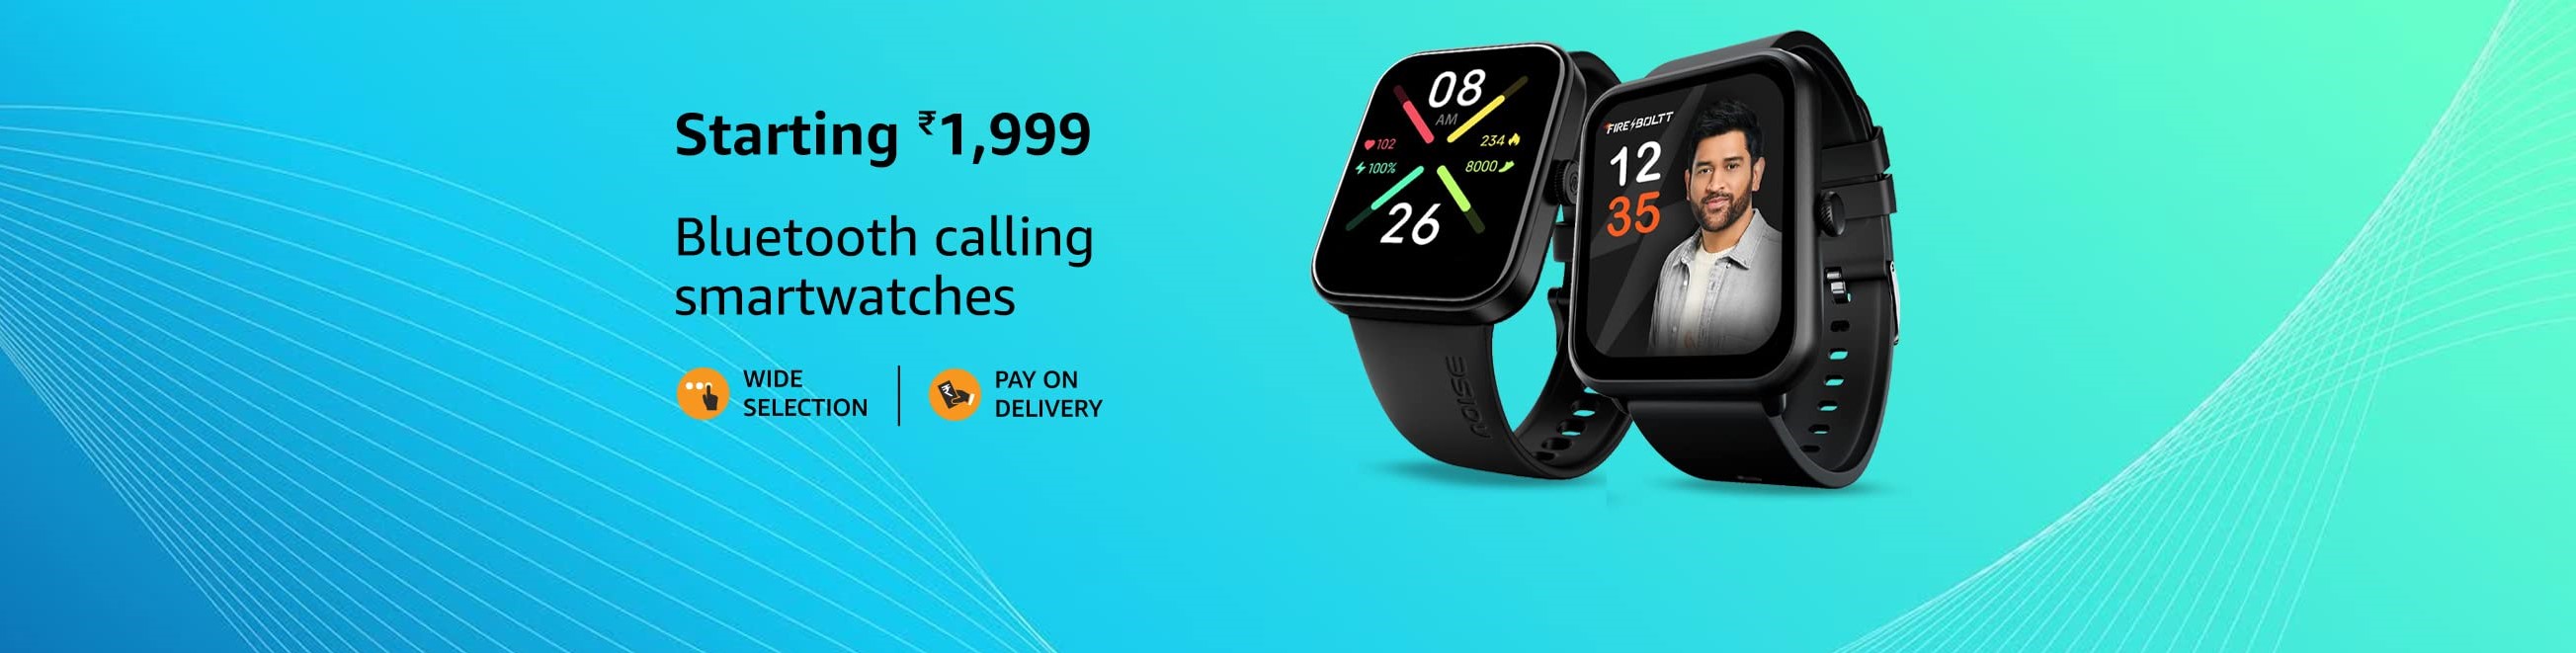 Starting ₹1,999
Bluetooth calling
smartwatches
WIDE
SELECTION
PAY ON
DELIVERY
08
AM
102
234
100%
8000
26
NOISE
FIRE BOLTT
12
35